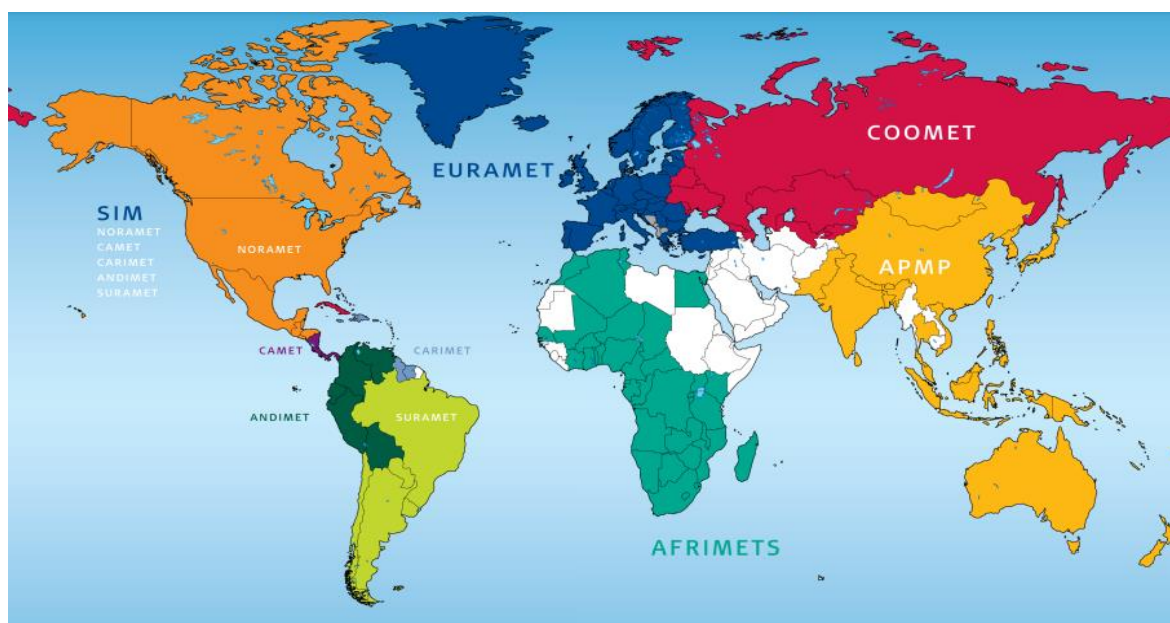 COOMET
EURAMET
SIM
NORAMET
CAMET
CARIMET
ANDIMET
SURAMET
NORAMET
APMP
CAMET
CARIMET
ANDIMET
SURAMET
AFRIMETS